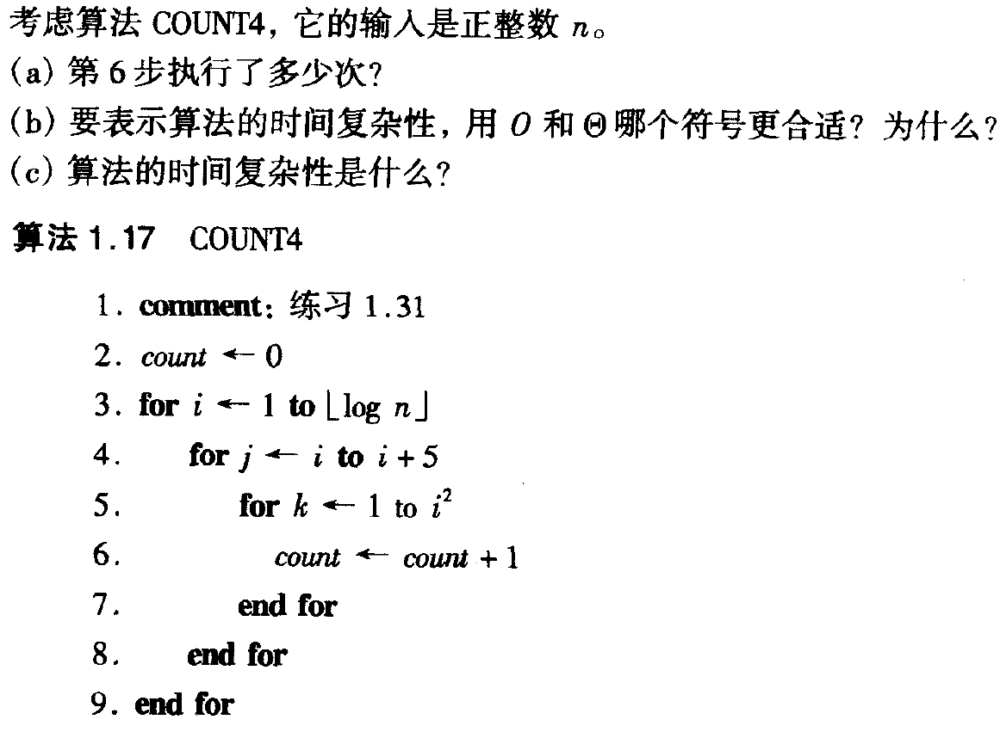 考虑算法 COUNT4，它的输入是正整数 n。
(a) 第 6 步执行了多少次?
(b) 要表示算法的时间复杂性，用 O 和 Θ 哪个符号更合适? 为什么?
(c) 算法的时间复杂性是什么?
算法 1.17 COUNT4
1. comment: 练习 1.31
2. count ← 0
3. for i ← 1 to ⌊log n⌋
4. for j ← i to i + 5
5. for k ← 1 to i²
6. count ← count + 1
7. end for
8. end for
9. end for